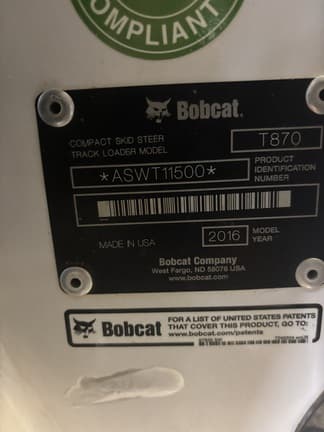 COMPLIANT
Bobcat.
COMPACT SKID STEER
TRACK LOADER MODEL
T870
*ASWT11500*
PRODUCT
IDENTIFICATION
NUMBER
MADE IN USA
2016
MODEL
YEAR
Bobcat Company
West Fargo, ND 58078 USA
www.bobcat.com
Bobcat
FOR A LIST OF UNITED STATES PATENTS
THAT COVER THIS PRODUCT, GO TO:
www.bobcat.com/patents